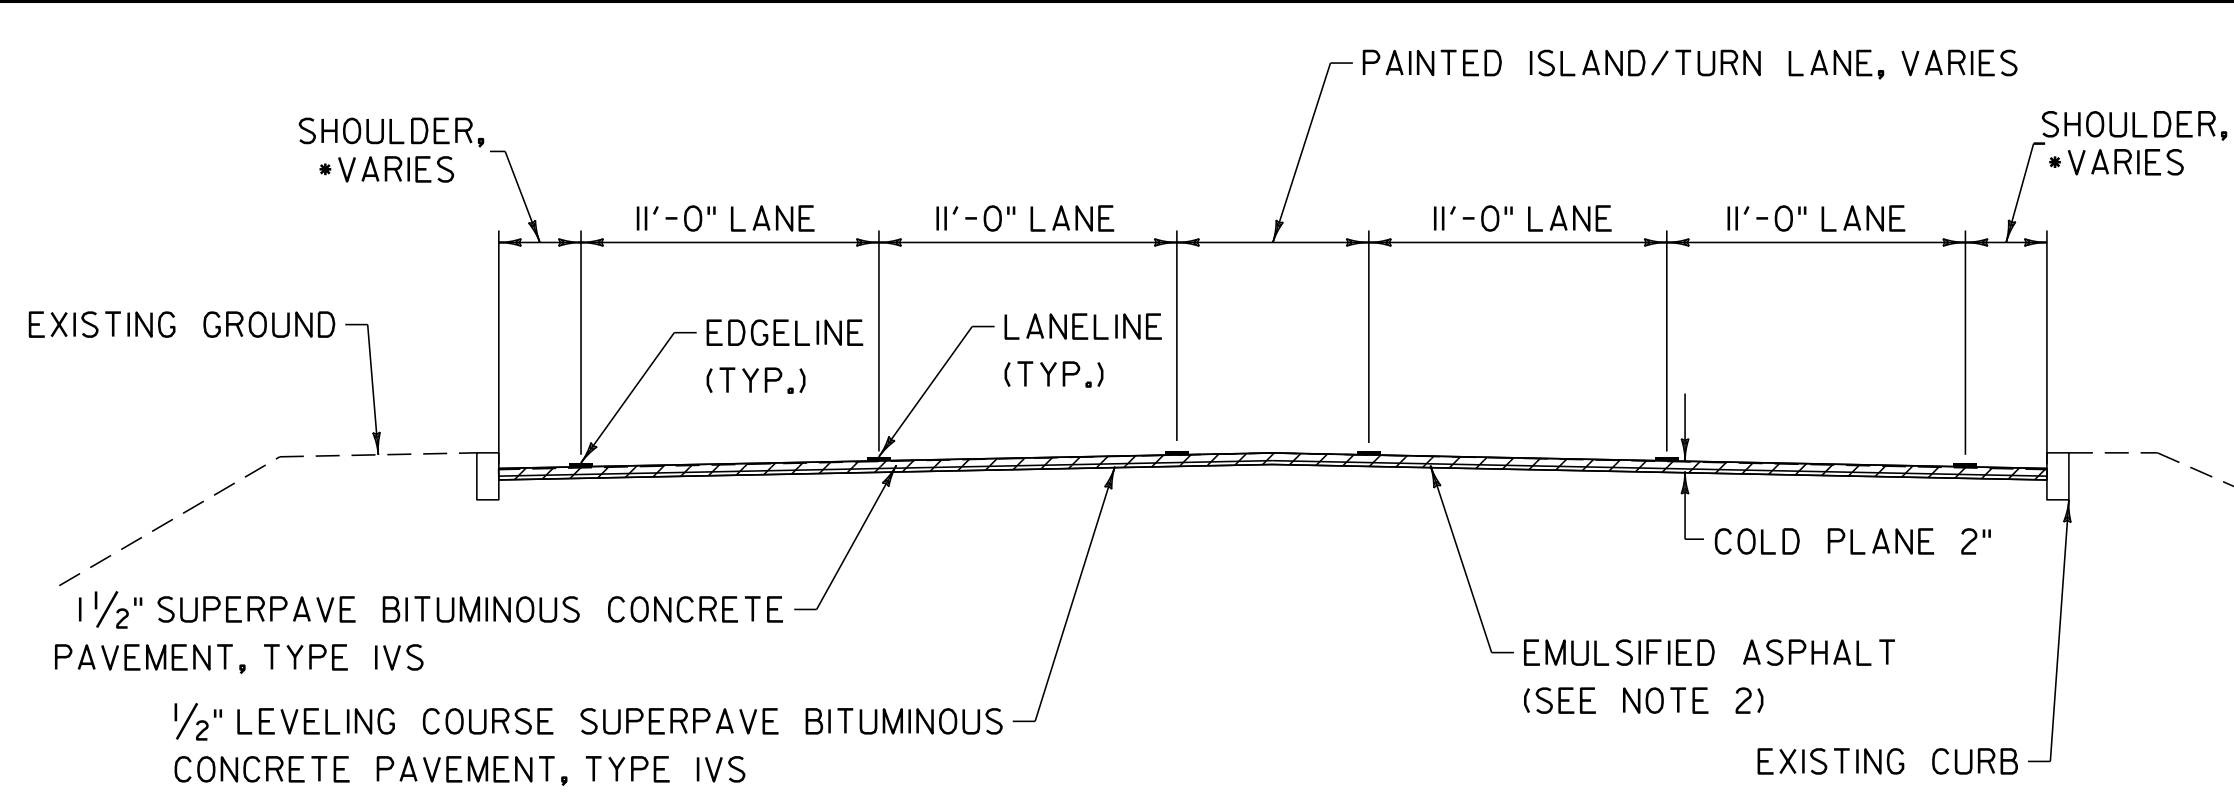 PAINTED ISLAND/TURN LANE, VARIES
SHOULDER,
*VARIES
SHOULDER,
*VARIES
11'-0" LANE
11'-0" LANE
11'-0" LANE
11'-0" LANE
EXISTING GROUND
EDGELINE
(TYP.)
LANELINE
(TYP.)
COLD PLANE 2"
1 1/2" SUPERPAVE BITUMINOUS CONCRETE
PAVEMENT, TYPE IVS
1/2" LEVELING COURSE SUPERPAVE BITUMINOUS
CONCRETE PAVEMENT, TYPE IVS
EMULSIFIED ASPHALT
(SEE NOTE 2)
EXISTING CURB